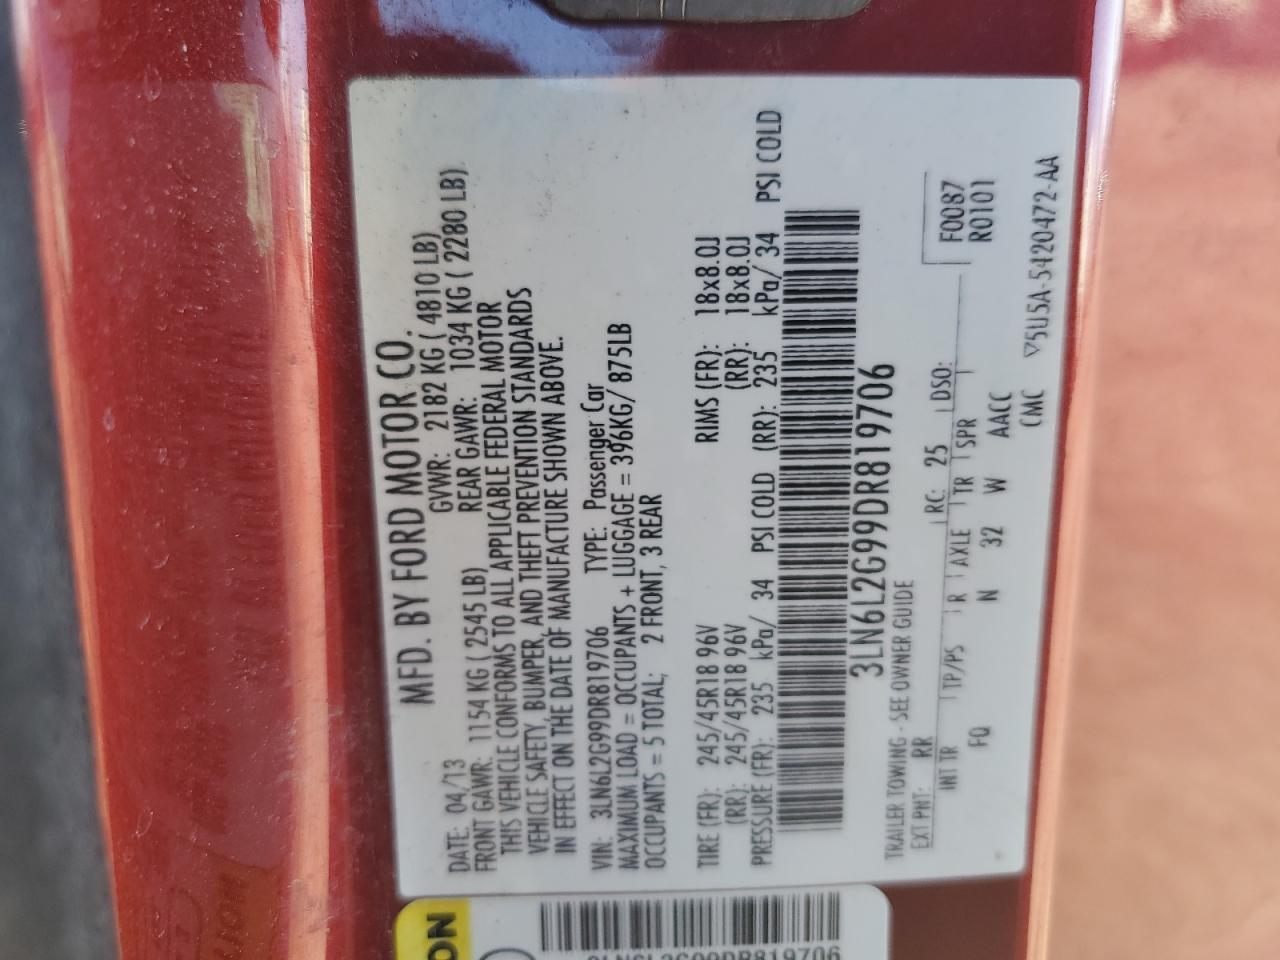 MFD. BY FORD MOTOR CO.
DATE: 04/13 GVWR: 2182 KG ( 4810 LB)
FRONT GAWR: 1154 KG ( 2545 LB) REAR GAWR: 1034 KG ( 2280 LB)
THIS VEHICLE CONFORMS TO ALL APPLICABLE FEDERAL MOTOR
VEHICLE SAFETY, BUMPER, AND THEFT PREVENTION STANDARDS
IN EFFECT ON THE DATE OF MANUFACTURE SHOWN ABOVE.
VIN: 3LN6L2G99DR819706 TYPE: Passenger Car
MAXIMUM LOAD = OCCUPANTS + LUGGAGE = 396KG/ 875LB
OCCUPANTS = 5 TOTAL; 2 FRONT, 3 REAR
TIRE (FR): 245/45R18 96V RIMS (FR): 18x8.0J
(RR): 245/45R18 96V (RR): 18x8.0J
PRESSURE (FR): 235 kPa/ 34 PSI COLD (RR): 235 kPa/ 34 PSI COLD
3LN6L2G99DR819706
TRAILER TOWING - SEE OWNER GUIDE
EXT PNT: RR RC: 25 DSO: F0087
R0101
INT TR TP/PS R AXLE TR SPR
FQ N 32 W AACC
CMC ▽5U5A-5420472-AA
3LN6L2G99DR819706